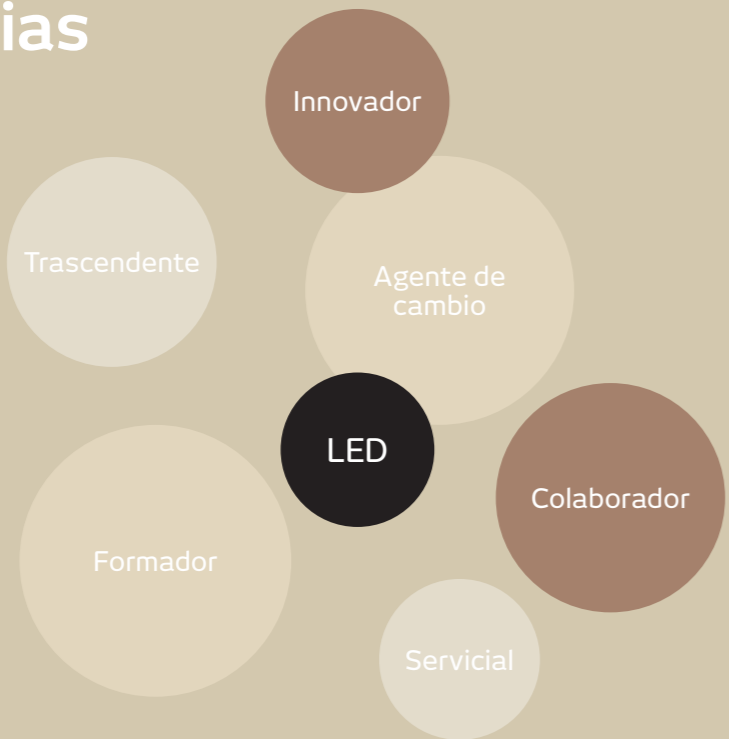 ias
Innovador
Trascendente
Agente de
cambio
LED
Colaborador
Formador
Servicial